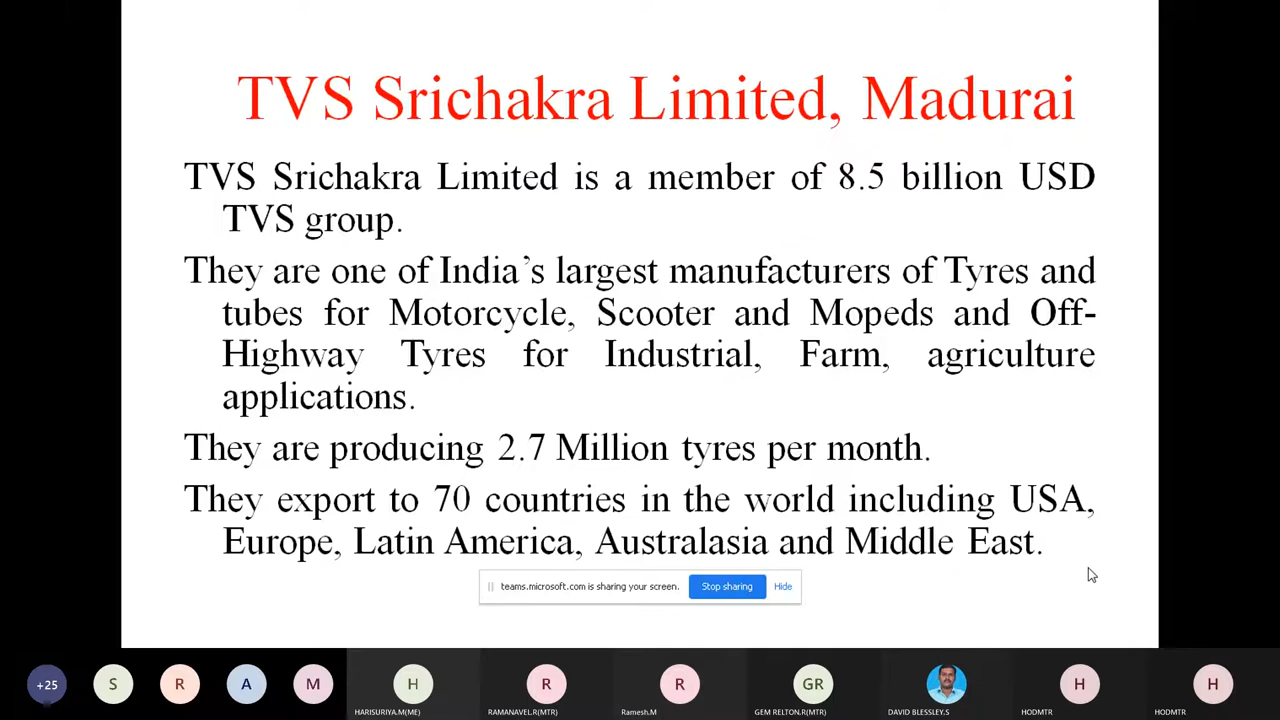 TVS Srichakra Limited, Madurai
TVS Srichakra Limited is a member of 8.5 billion USD
TVS group.
They are one of India’s largest manufacturers of Tyres and
tubes for Motorcycle, Scooter and Mopeds and Off-
Highway Tyres for Industrial, Farm, agriculture
applications.
They are producing 2.7 Million tyres per month.
They export to 70 countries in the world including USA,
Europe, Latin America, Australasia and Middle East.
teams.microsoft.com is sharing your screen. Stop sharing Hide
+25 S R A M H R R GR H H
HARISURIYA.M(ME) RAMANAVEL.R(MTR) Ramesh.M GEM RELTON.R(MTR) DAVID BLESSLEY.S HODMTR HODMTR